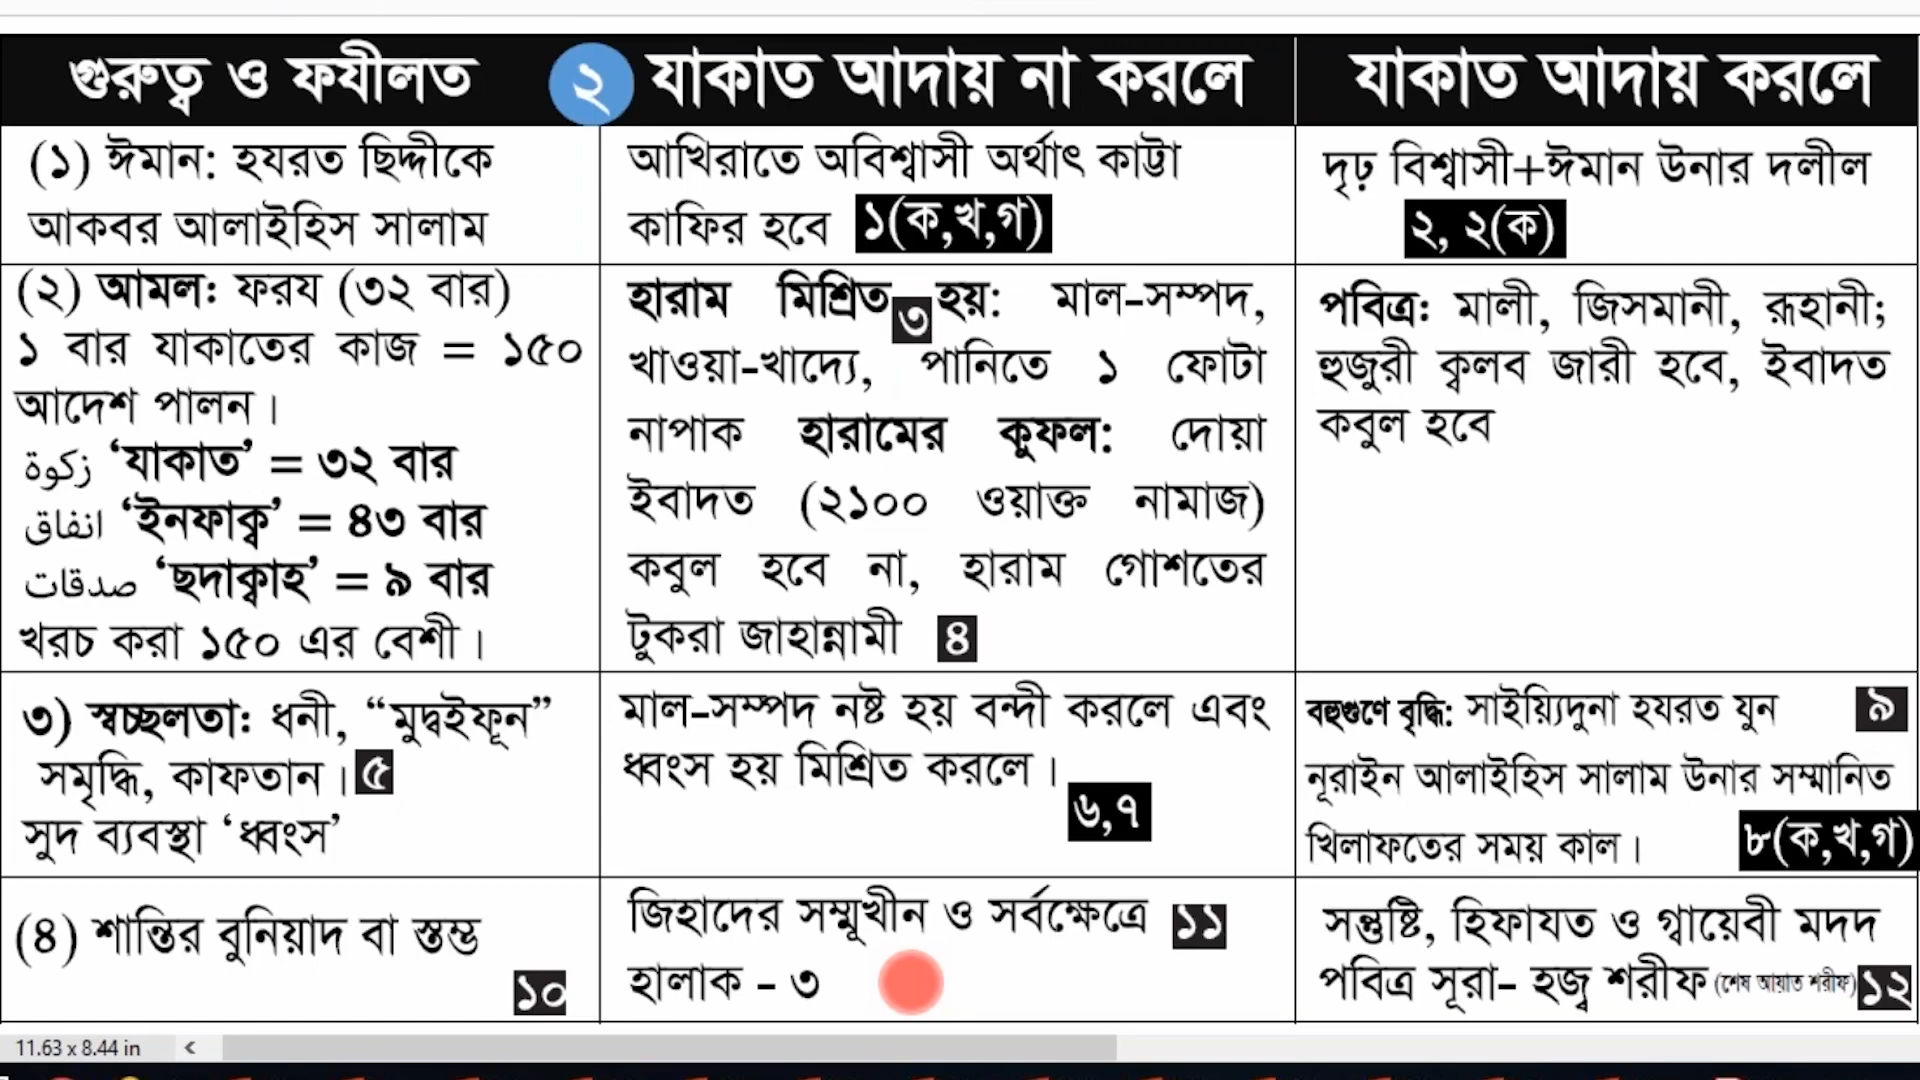 গুরুত্ব ও ফযীলত
২ যাকাত আদায় না করলে
যাকাত আদায় করলে
(১) ঈমান: হযরত ছিদ্দীকে
আকবর আলাইহিস সালাম
আখিরাতে অবিশ্বাসী অর্থাৎ কাট্টা
কাফির হবে ১(ক,খ,গ)
দৃঢ় বিশ্বাসী+ঈমান উনার দলীল
২, ২(ক)
(২) আমল: ফরয (৩২ বার)
১ বার যাকাতের কাজ = ১৫০
আদেশ পালন।
زكوة ‘যাকাত’ = ৩২ বার
انفاق ‘ইনফাক্ব’ = ৪৩ বার
صدقات ‘ছদাক্বাহ’ = ৯ বার
খরচ করা ১৫০ এর বেশী।
হারাম মিশ্রিত ৩ হয়: মাল-সম্পদ,
খাওয়া-খাদ্যে, পানিতে ১ ফোটা
নাপাক হারামের কুফল: দোয়া
ইবাদত (২১০০ ওয়াক্ত নামাজ)
কবুল হবে না, হারাম গোশতের
টুকরা জাহান্নামী ৪
পবিত্র: মালী, জিসমানী, রূহানী;
হুজুরী ক্বলব জারী হবে, ইবাদত
কবুল হবে
৩) স্বচ্ছলতা: ধনী, “মুদ্বইফূন”
সমৃদ্ধি, কাফতান। ৫
সুদ ব্যবস্থা ‘ধ্বংস’
মাল-সম্পদ নষ্ট হয় বন্দী করলে এবং
ধ্বংস হয় মিশ্রিত করলে।
৬,৭
বহুগুণে বৃদ্ধি: সাইয়্যিদুনা হযরত যুন ৯
নূরাইন আলাইহিস সালাম উনার সম্মানিত
খিলাফতের সময় কাল। ৮(ক,খ,গ)
(৪) শান্তির বুনিয়াদ বা স্তম্ভ
১০
জিহাদের সম্মূখীন ও সর্বক্ষেত্রে ১১
হালাক - ৩
সন্তুষ্টি, হিফাযত ও গ্বায়েবী মদদ
পবিত্র সূরা- হজ্ব শরীফ (শেষ আয়াত শরীফ) ১২
11.63 x 8.44 in